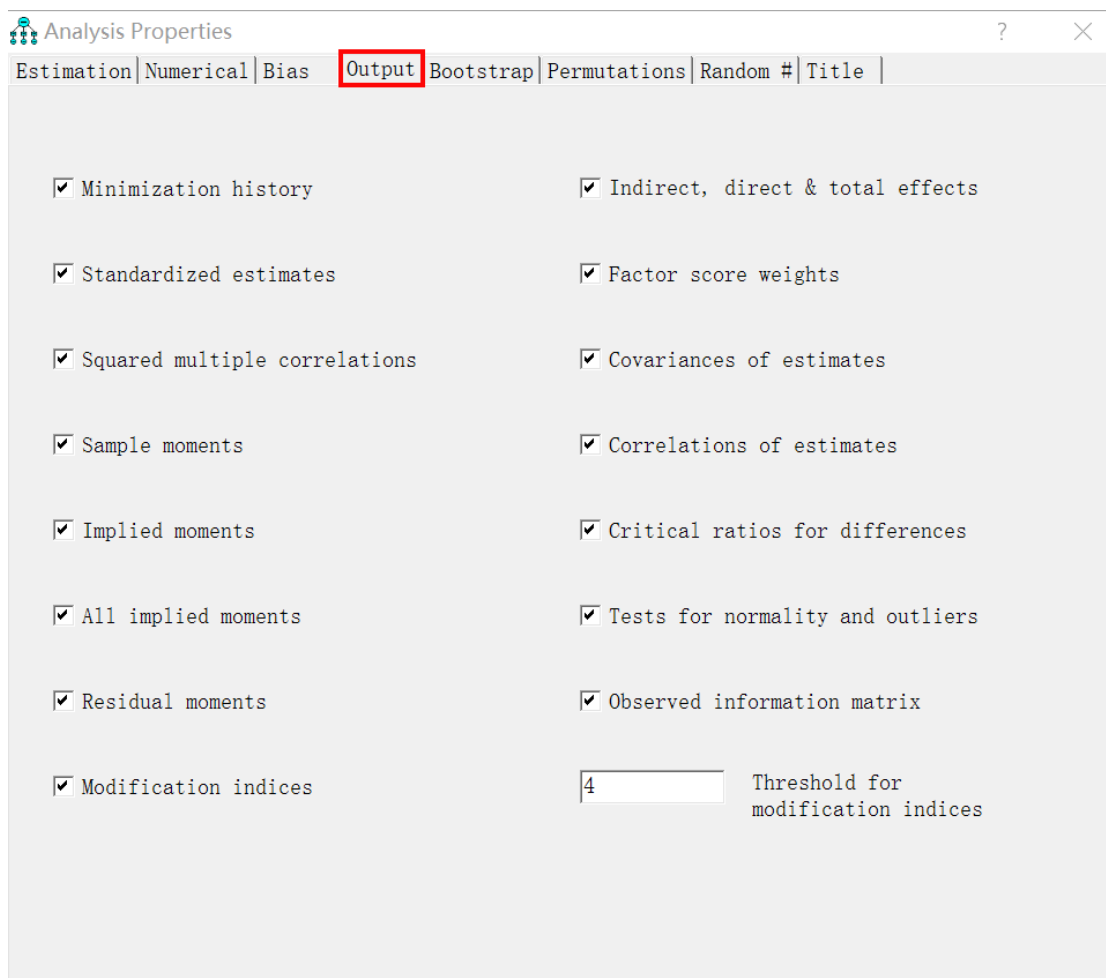 Analysis Properties
Estimation Numerical Bias Output Bootstrap Permutations Random # Title
Minimization history
Indirect, direct & total effects
Standardized estimates
Factor score weights
Squared multiple correlations
Covariances of estimates
Sample moments
Correlations of estimates
Implied moments
Critical ratios for differences
All implied moments
Tests for normality and outliers
Residual moments
Observed information matrix
Modification indices
4
Threshold for
modification indices